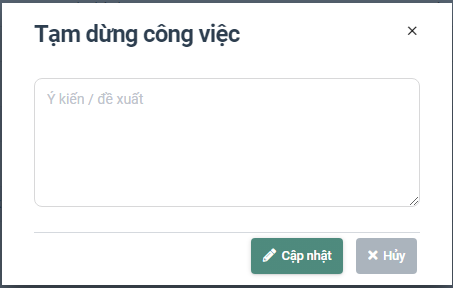 Tạm dừng công việc
Ý kiến / đề xuất
Cập nhật
Hủy